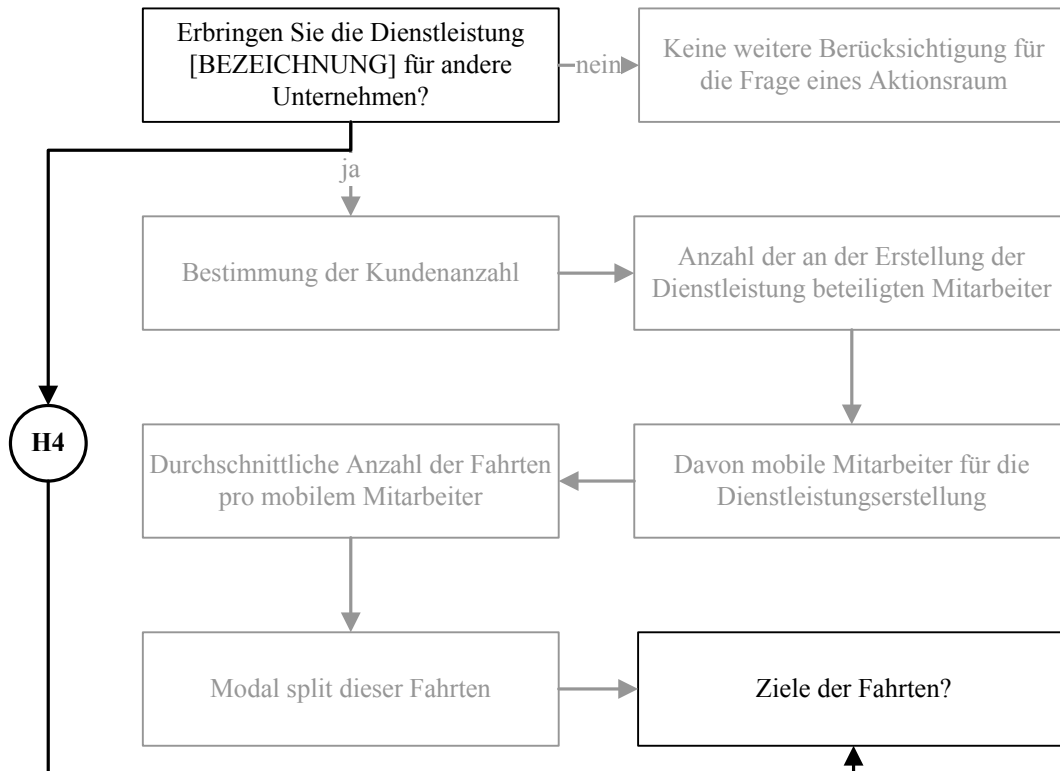 Erbringen Sie die Dienstleistung
[BEZEICHNUNG] für andere
Unternehmen?
nein
Keine weitere Berücksichtigung für
die Frage eines Aktionsraum
ja
Bestimmung der Kundenanzahl
Anzahl der an der Erstellung der
Dienstleistung beteiligten Mitarbeiter
H4
Durchschnittliche Anzahl der Fahrten
pro mobilem Mitarbeiter
Davon mobile Mitarbeiter für die
Dienstleistungserstellung
Modal split dieser Fahrten
Ziele der Fahrten?